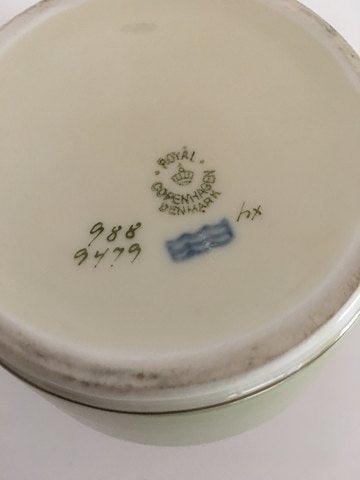 ROYAL
COPENHAGEN
DENMARK
988
9479